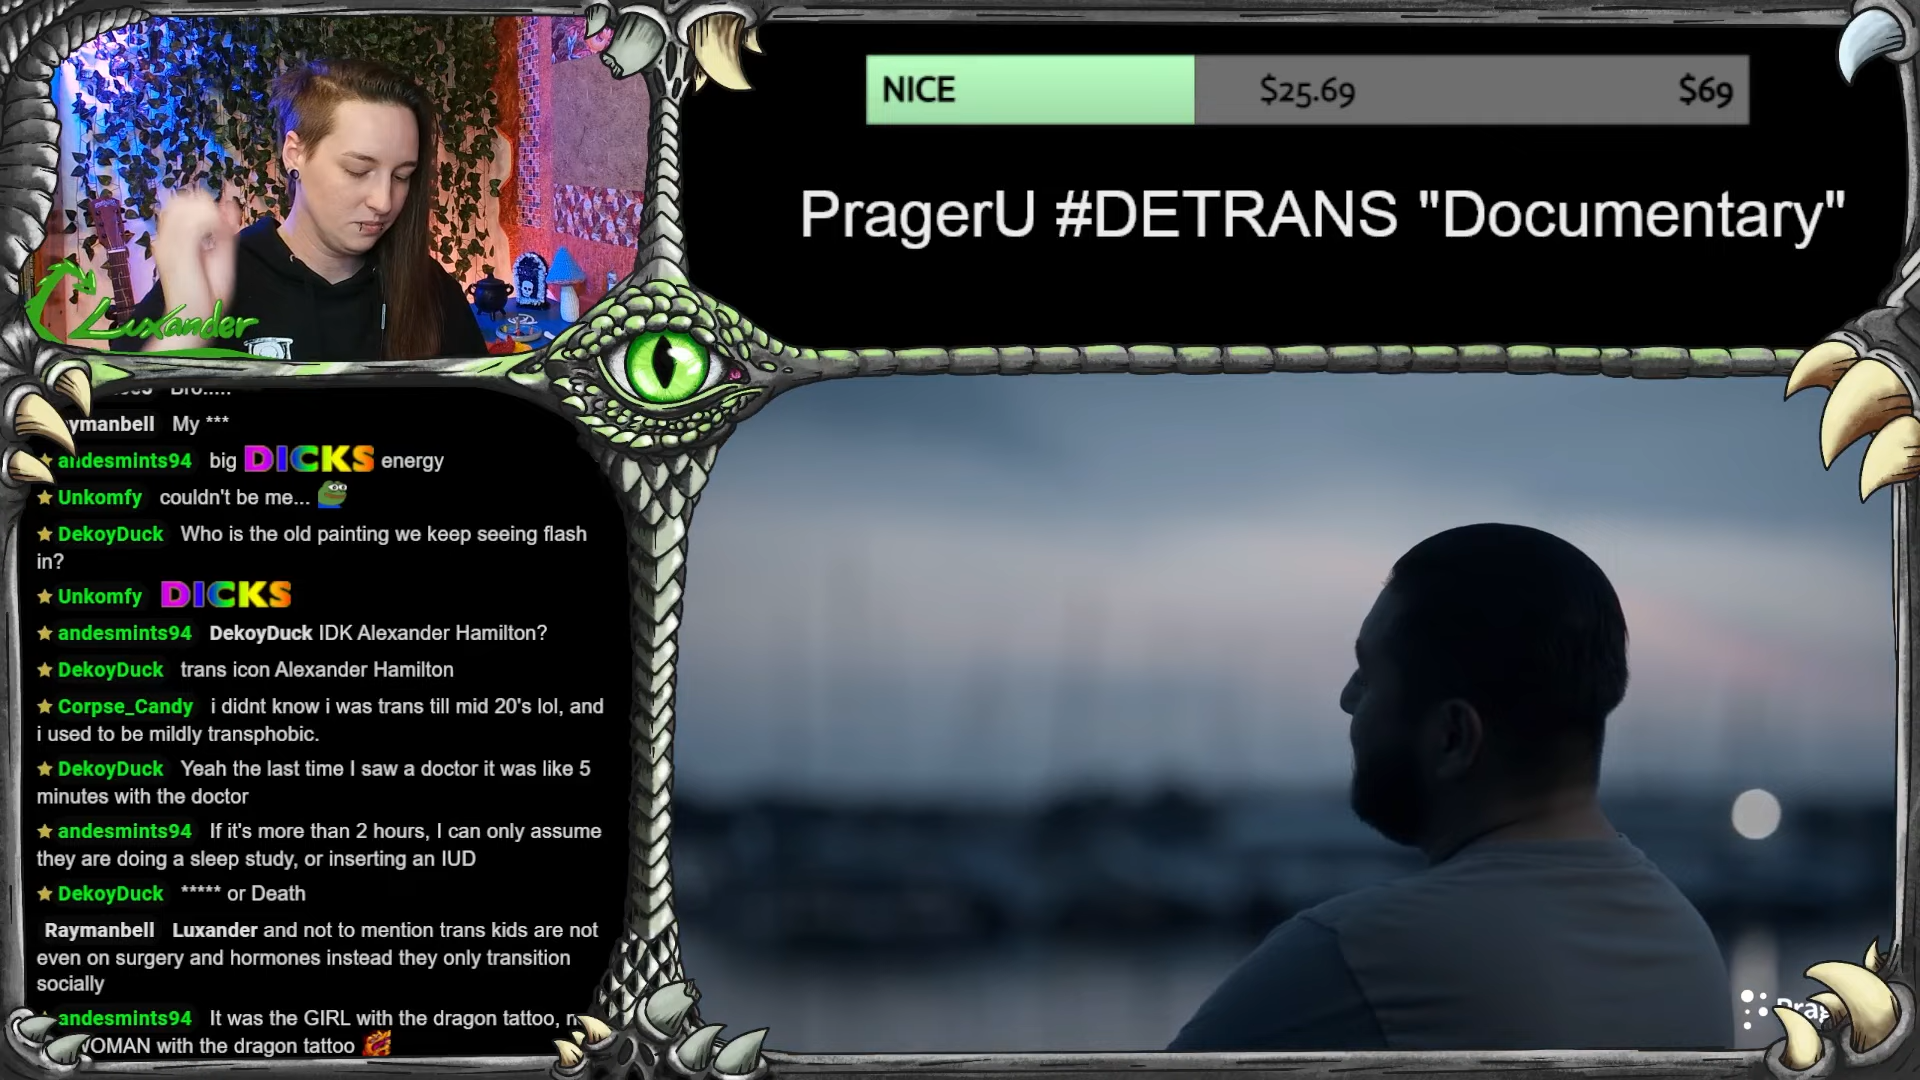 NICE $25.69 $69
PragerU #DETRANS "Documentary"
Luxander
Bro.....
ymanbell My ***
andesmints94 big DICKS energy
Unkomfy couldn't be me...
DekoyDuck Who is the old painting we keep seeing flash
in?
Unkomfy DICKS
andesmints94 DekoyDuck IDK Alexander Hamilton?
DekoyDuck trans icon Alexander Hamilton
Corpse_Candy i didnt know i was trans till mid 20's lol, and
i used to be mildly transphobic.
DekoyDuck Yeah the last time I saw a doctor it was like 5
minutes with the doctor
andesmints94 If it's more than 2 hours, I can only assume
they are doing a sleep study, or inserting an IUD
DekoyDuck ***** or Death
Raymanbell Luxander and not to mention trans kids are not
even on surgery and hormones instead they only transition
socially
andesmints94 It was the GIRL with the dragon tattoo,
WOMAN with the dragon tattoo